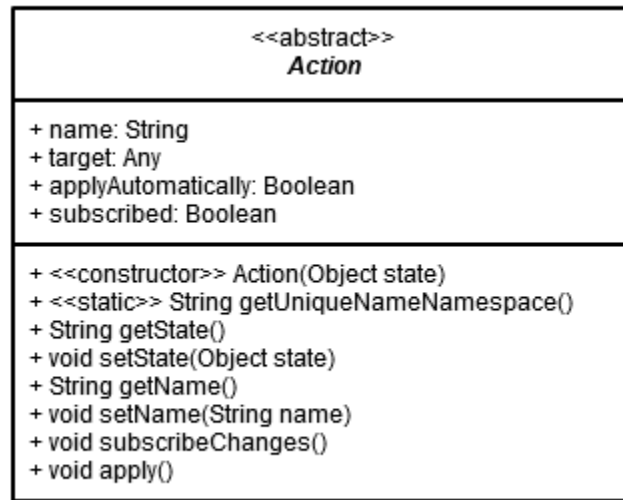 <<abstract>>
Action
+ name: String
+ target: Any
+ applyAutomatically: Boolean
+ subscribed: Boolean
+ <<constructor>> Action(Object state)
+ <<static>> String getUniqueNameNamespace()
+ String getState()
+ void setState(Object state)
+ String getName()
+ void setName(String name)
+ void subscribeChanges()
+ void apply()